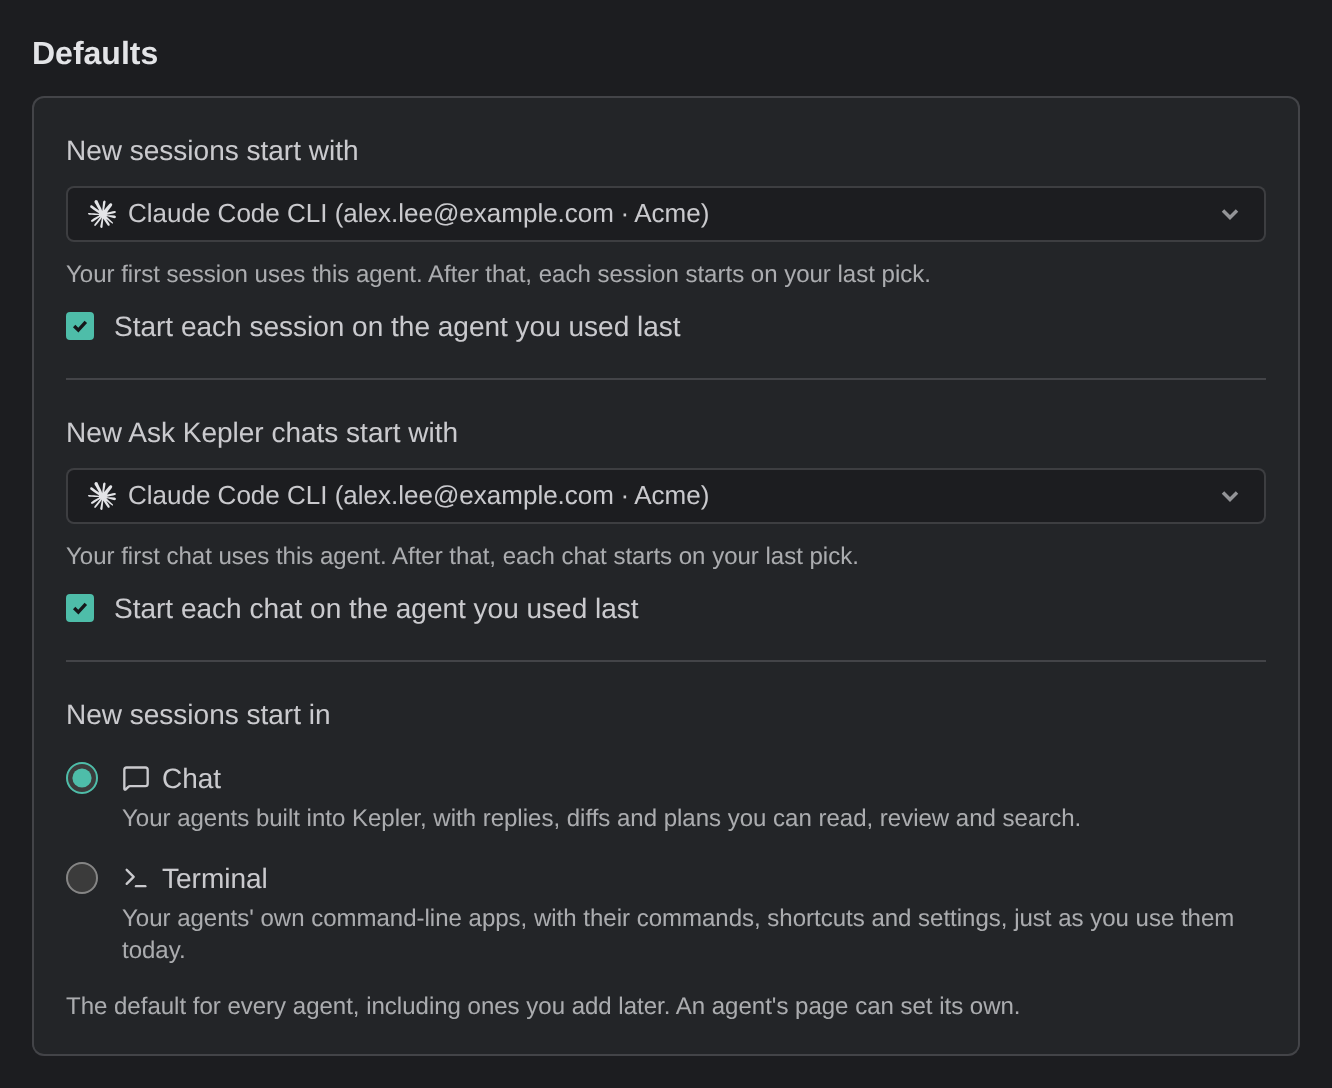 Defaults
New sessions start with
Claude Code CLI (alex.lee@example.com · Acme)
Your first session uses this agent. After that, each session starts on your last pick.
Start each session on the agent you used last
New Ask Kepler chats start with
Claude Code CLI (alex.lee@example.com · Acme)
Your first chat uses this agent. After that, each chat starts on your last pick.
Start each chat on the agent you used last
New sessions start in
Chat
Your agents built into Kepler, with replies, diffs and plans you can read, review and search.
Terminal
Your agents' own command-line apps, with their commands, shortcuts and settings, just as you use them
today.
The default for every agent, including ones you add later. An agent's page can set its own.